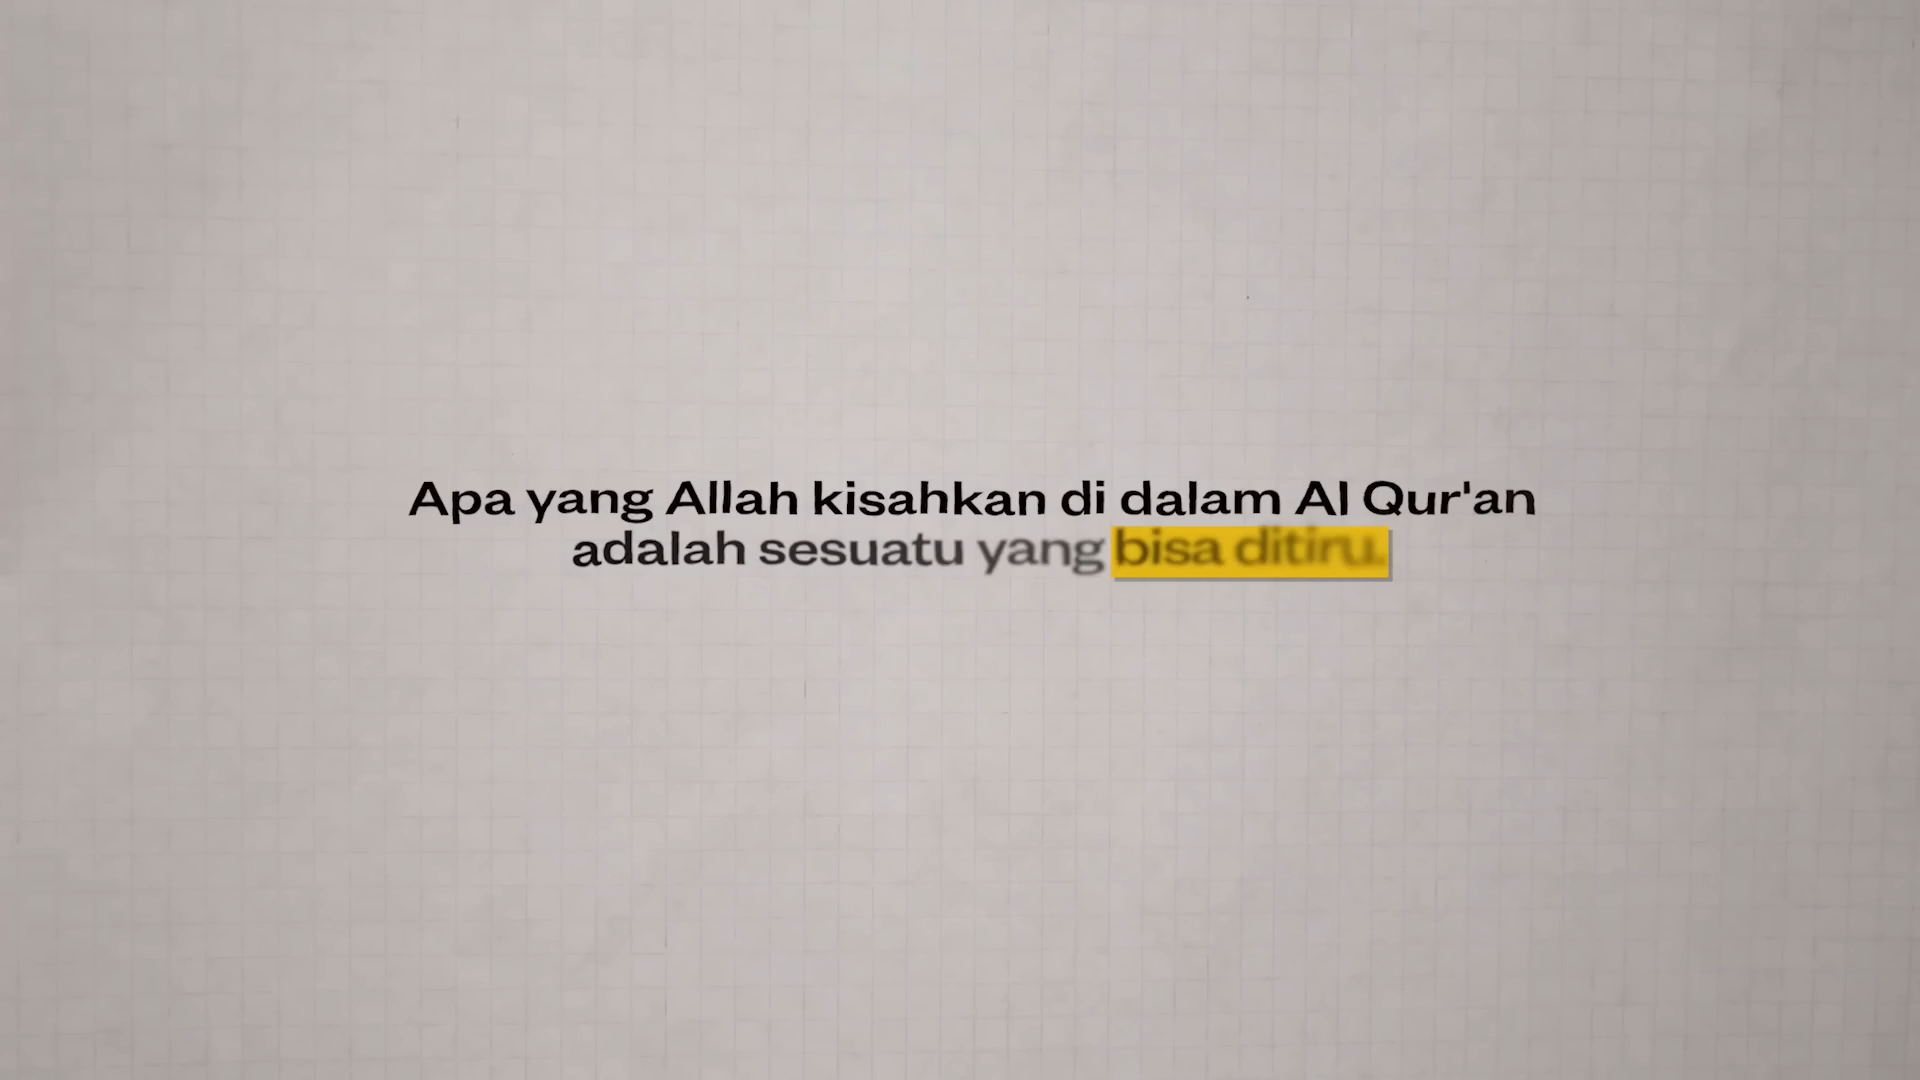 Apa yang Allah kisahkan di dalam Al Qur'an
adalah sesuatu yang bisa ditiru.